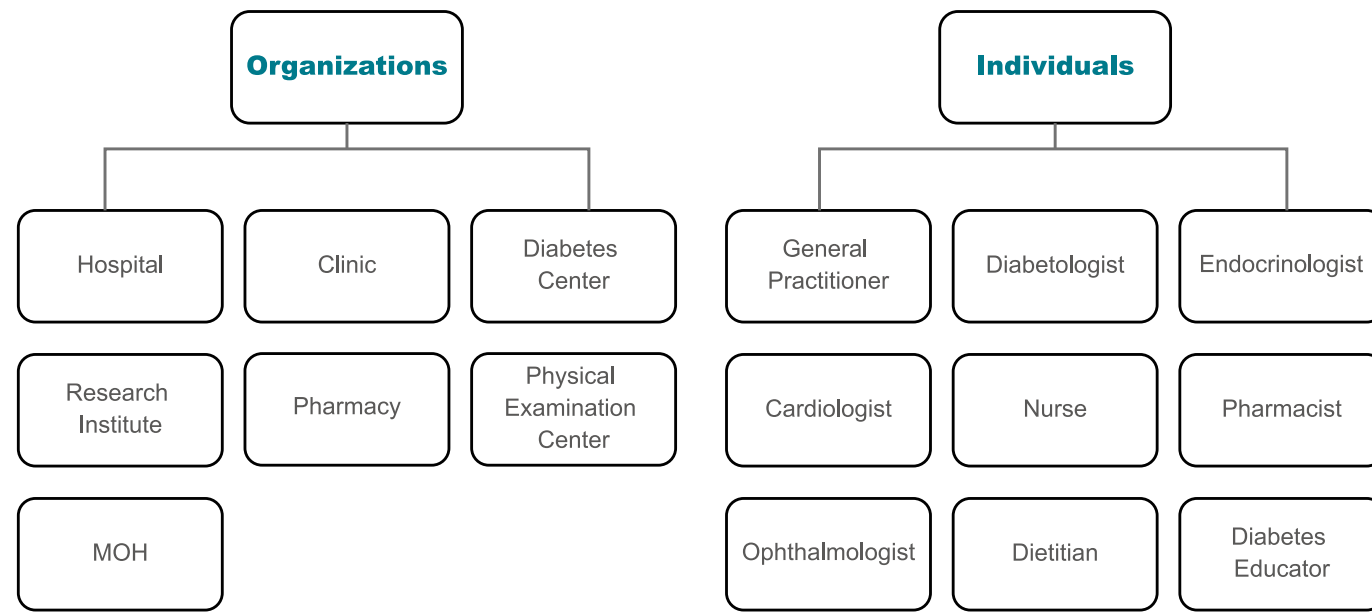 Organizations
Hospital
Clinic
Diabetes
Center
Research
Institute
Pharmacy
Physical
Examination
Center
MOH
Individuals
General
Practitioner
Diabetologist
Endocrinologist
Cardiologist
Nurse
Pharmacist
Ophthalmologist
Dietitian
Diabetes
Educator